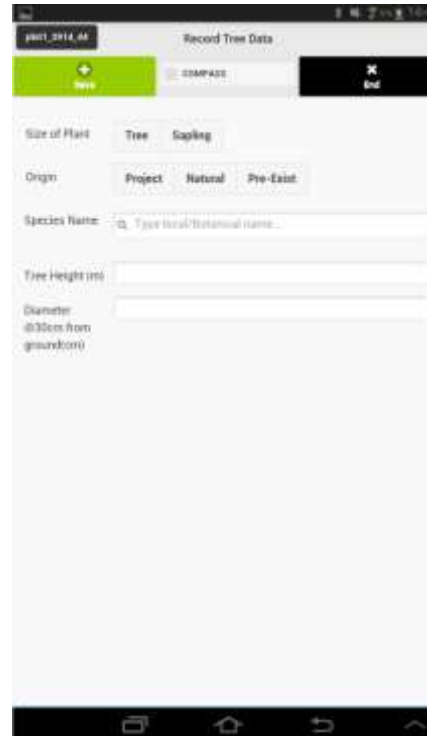 Record Tree Data
Save
COMPASS
End
Size of Plant
Tree Sapling
Origin
Project Natural Pre-Exist
Species Name
Type local/Botanical name...
Tree Height (m)
Diameter
@30cm from
ground(cm)